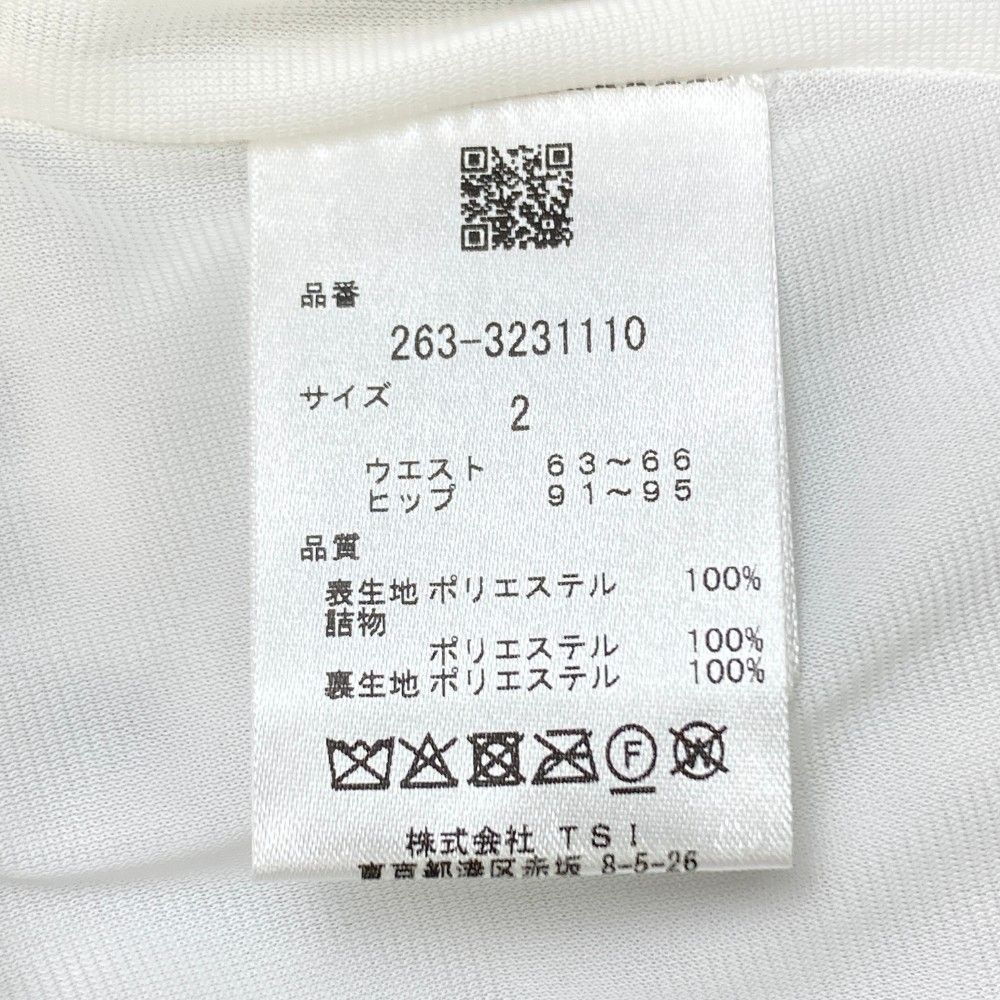 品番
263-3231110
サイズ
2
ウエスト 63～66
ヒップ 91～95
品質
表生地 ポリエステル 100%
詰物
ポリエステル 100%
裏生地 ポリエステル 100%
F
W
株式会社 TSI
東京都港区赤坂 8-5-26